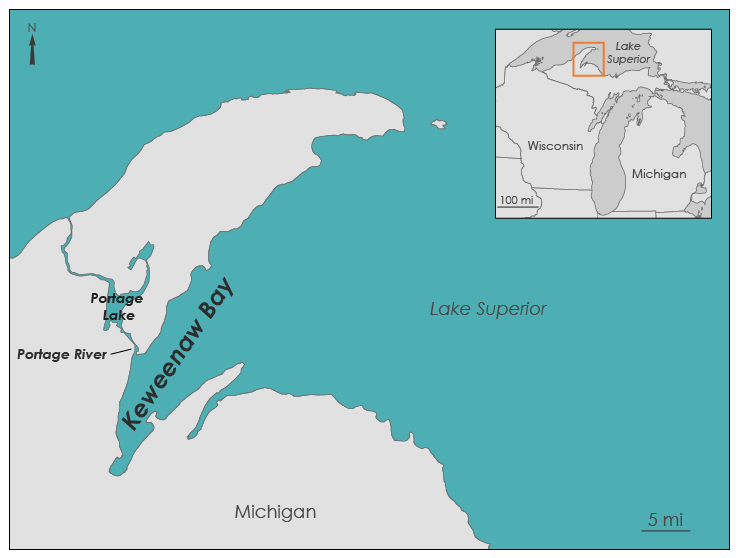 N
Lake
Superior
Wisconsin
Michigan
100 mi
Portage
Lake
Lake Superior
Keweenaw Bay
Portage River
Michigan
5 mi